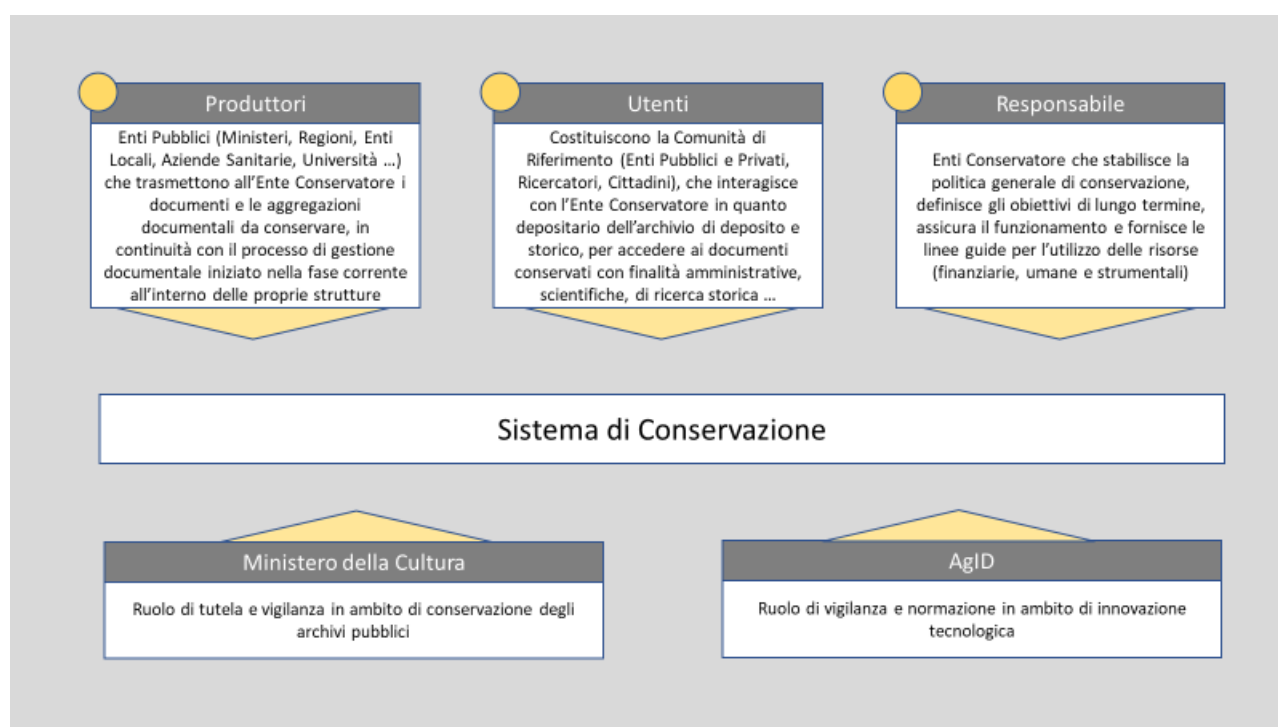 Produttori
Enti Pubblici (Ministeri, Regioni, Enti
Locali, Aziende Sanitarie, Università ...)
che trasmettono all'Ente Conservatore i
documenti e le aggregazioni
documentali da conservare, in
continuità con il processo di gestione
documentale iniziato nella fase corrente
all'interno delle proprie strutture
Utenti
Costituiscono la Comunità di
Riferimento (Enti Pubblici e Privati,
Ricercatori, Cittadini), che interagisce
con l'Ente Conservatore in quanto
depositario dell'archivio di deposito e
storico, per accedere ai documenti
conservati con finalità amministrative,
scientifiche, di ricerca storica ...
Responsabile
Enti Conservatore che stabilisce la
politica generale di conservazione,
definisce gli obiettivi di lungo termine,
assicura il funzionamento e fornisce le
linee guide per l'utilizzo delle risorse
(finanziarie, umane e strumentali)
Sistema di Conservazione
Ministero della Cultura
Ruolo di tutela e vigilanza in ambito di conservazione degli
archivi pubblici
AgID
Ruolo di vigilanza e normazione in ambito di innovazione
tecnologica